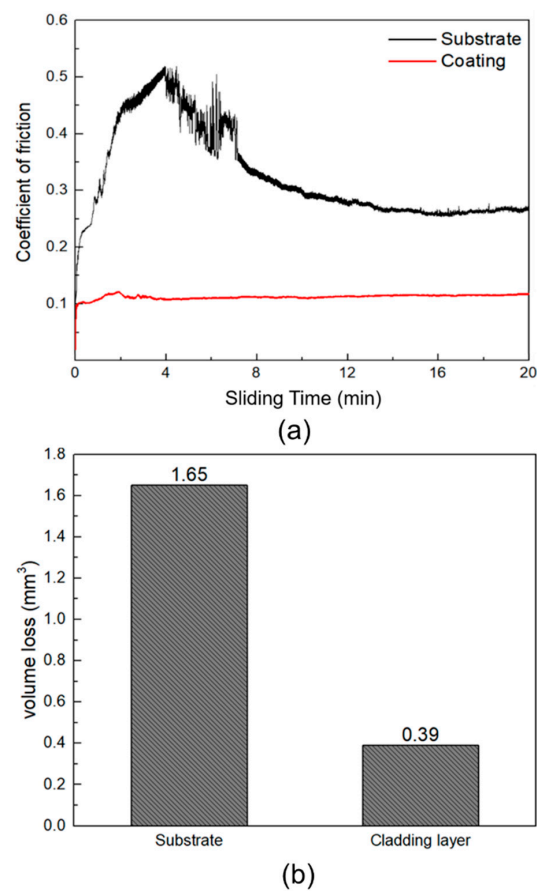 0.6
0.5
0.4
0.3
0.2
0.1
Coefficient of friction
Substrate
Coating
0 4 8 12 16 20
Sliding Time (min)
(a)
1.8
1.6
1.4
1.2
1.0
0.8
0.6
0.4
0.2
0.0
volume loss (mm³)
1.65
0.39
Substrate Cladding layer
(b)